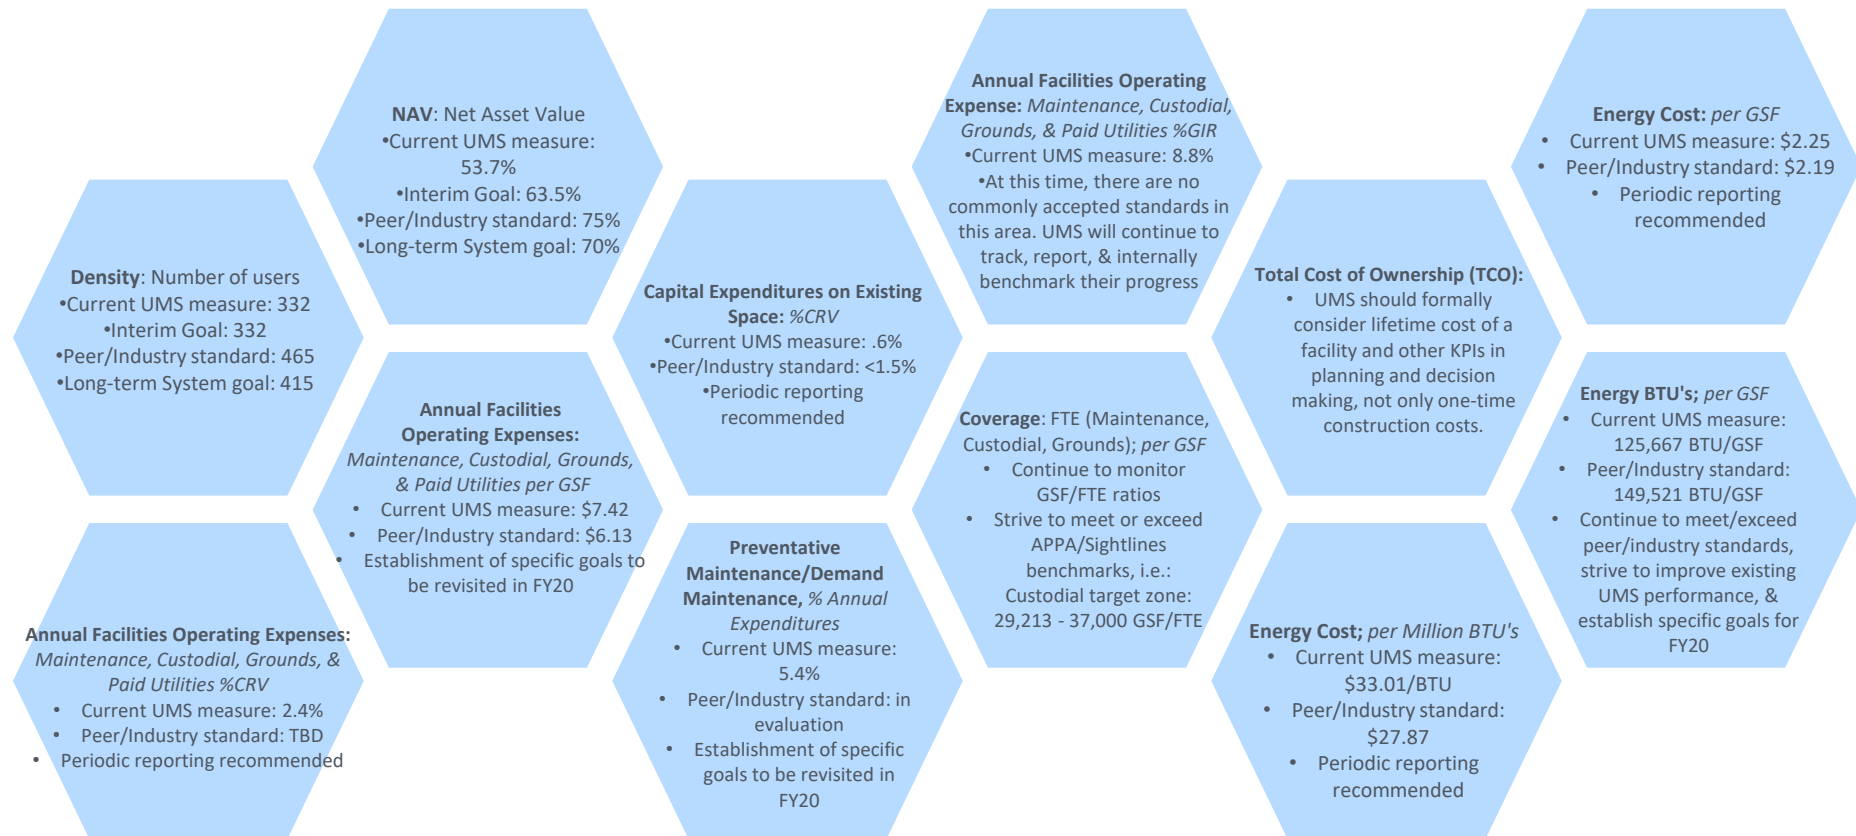 Density: Number of users
•Current UMS measure: 332
•Interim Goal: 332
•Peer/Industry standard: 465
•Long-term System goal: 415
Annual Facilities Operating Expenses:
Maintenance, Custodial, Grounds, &
Paid Utilities %CRV
• Current UMS measure: 2.4%
• Peer/Industry standard: TBD
• Periodic reporting recommended
NAV: Net Asset Value
•Current UMS measure:
53.7%
•Interim Goal: 63.5%
•Peer/Industry standard: 75%
•Long-term System goal: 70%
Annual Facilities
Operating Expenses:
Maintenance, Custodial, Grounds,
& Paid Utilities per GSF
• Current UMS measure: $7.42
• Peer/Industry standard: $6.13
• Establishment of specific goals to
be revisited in FY20
Capital Expenditures on Existing
Space: %CRV
•Current UMS measure: .6%
•Peer/Industry standard: <1.5%
•Periodic reporting
recommended
Preventative
Maintenance/Demand
Maintenance, % Annual
Expenditures
• Current UMS measure:
5.4%
• Peer/Industry standard: in
evaluation
• Establishment of specific
goals to be revisited in
FY20
Annual Facilities Operating
Expense: Maintenance, Custodial,
Grounds, & Paid Utilities %GIR
•Current UMS measure: 8.8%
•At this time, there are no
commonly accepted standards in
this area. UMS will continue to
track, report, & internally
benchmark their progress
Coverage: FTE (Maintenance,
Custodial, Grounds); per GSF
• Continue to monitor
GSF/FTE ratios
• Strive to meet or exceed
APPA/Sightlines
benchmarks, i.e.:
Custodial target zone:
29,213 - 37,000 GSF/FTE
Total Cost of Ownership (TCO):
• UMS should formally
consider lifetime cost of a
facility and other KPIs in
planning and decision
making, not only one-time
construction costs.
Energy Cost; per Million BTU's
• Current UMS measure:
$33.01/BTU
• Peer/Industry standard:
$27.87
• Periodic reporting
recommended
Energy Cost: per GSF
• Current UMS measure: $2.25
• Peer/Industry standard: $2.19
• Periodic reporting
recommended
Energy BTU's; per GSF
• Current UMS measure:
125,667 BTU/GSF
• Peer/Industry standard:
149,521 BTU/GSF
• Continue to meet/exceed
peer/industry standards,
strive to improve existing
UMS performance, &
establish specific goals for
FY20